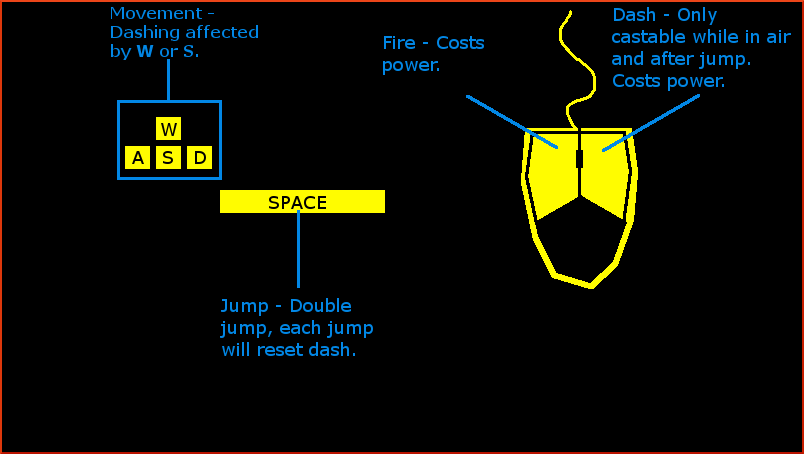 Movement –
Dashing affected
by W or S.
W
A S D
SPACE
Jump - Double
jump, each jump
will reset dash.
Fire - Costs
power.
Dash - Only
castable while in air
and after jump.
Costs power.